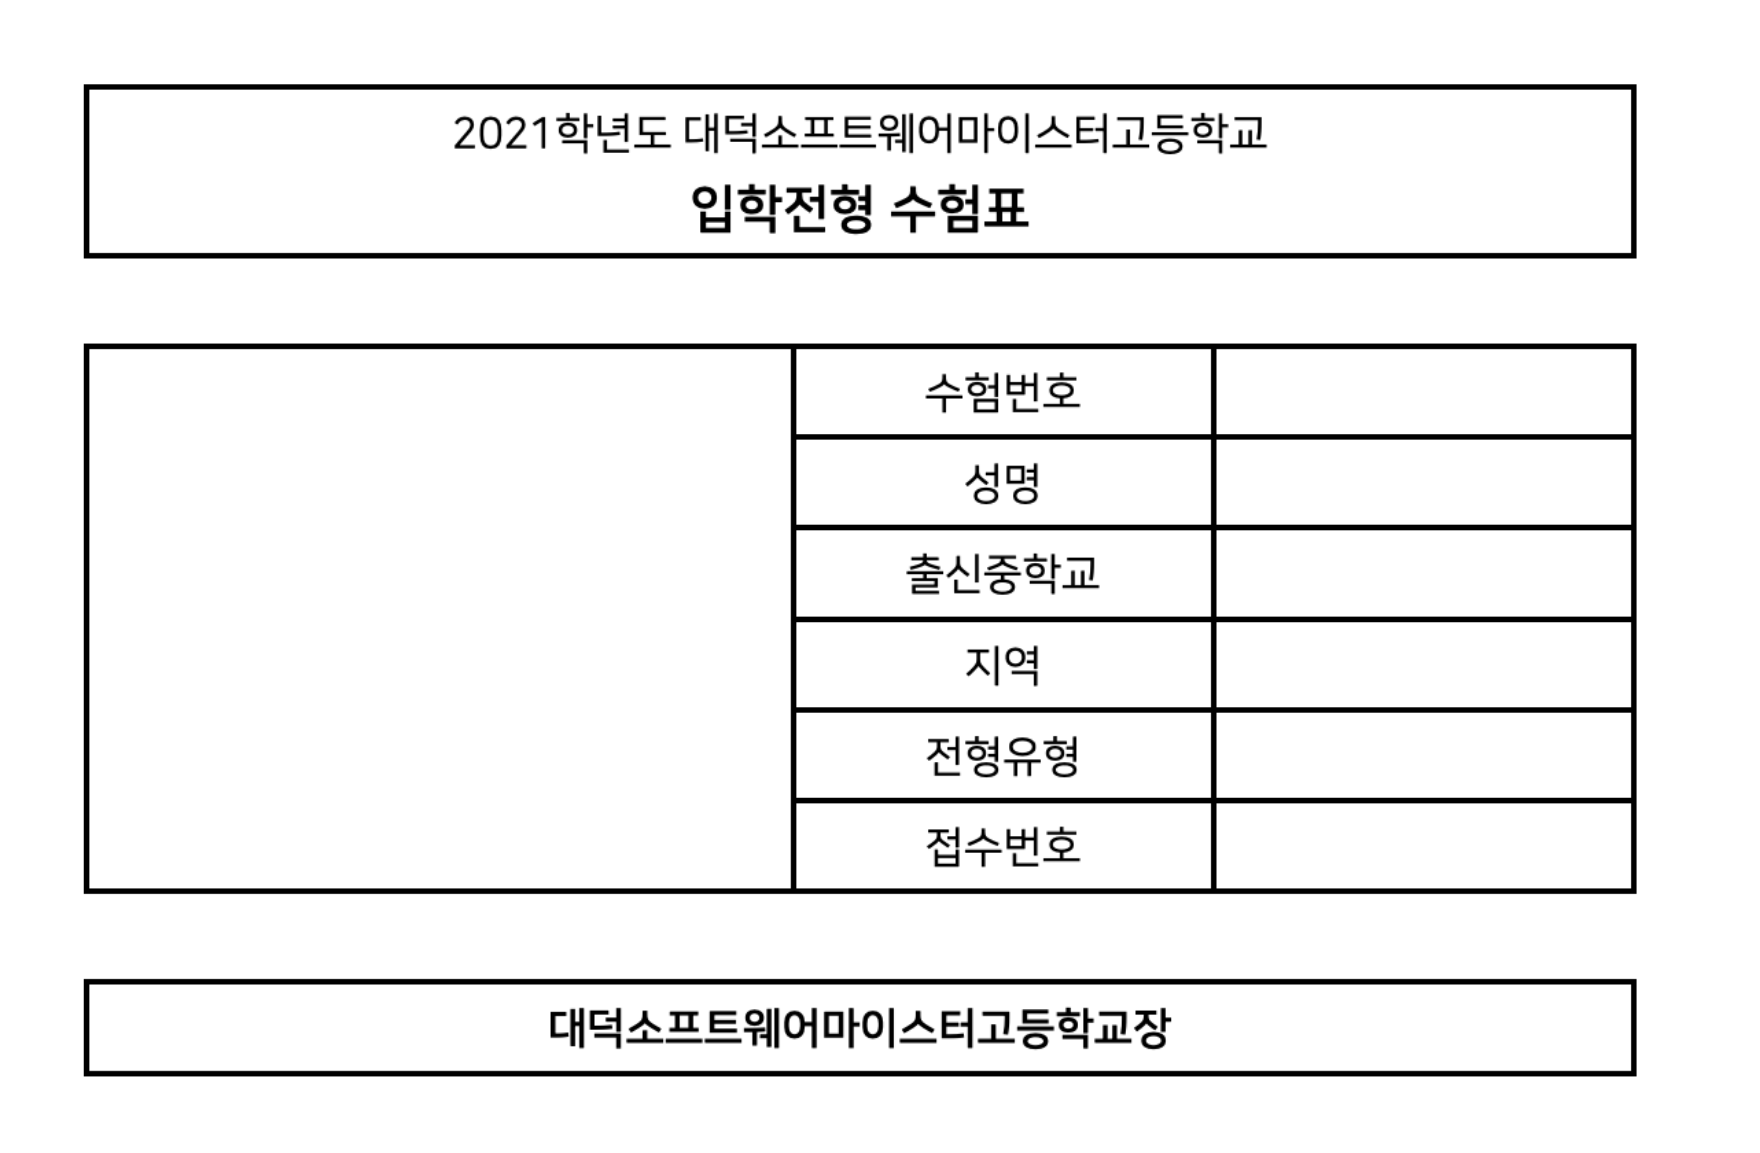 2021학년도 대덕소프트웨어마이스터고등학교
입학전형 수험표
수험번호
성명
출신중학교
지역
전형유형
접수번호
대덕소프트웨어마이스터고등학교장